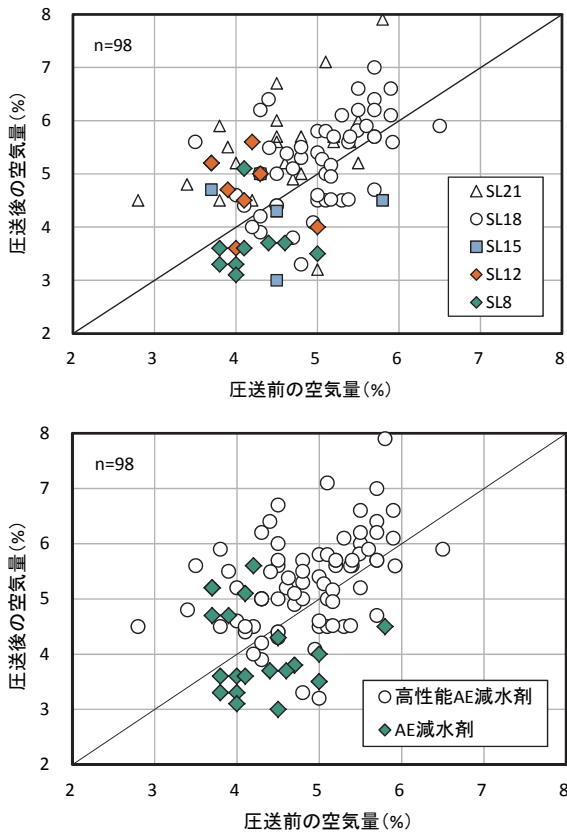 8
7
6
5
4
3
2
圧送後の空気量(%)
n=98
SL21
SL18
SL15
SL12
SL8
2 3 4 5 6 7 8
圧送前の空気量(%)
8
7
6
5
4
3
2
圧送後の空気量(%)
n=98
高性能AE減水剤
AE減水剤
2 3 4 5 6 7 8
圧送前の空気量(%)